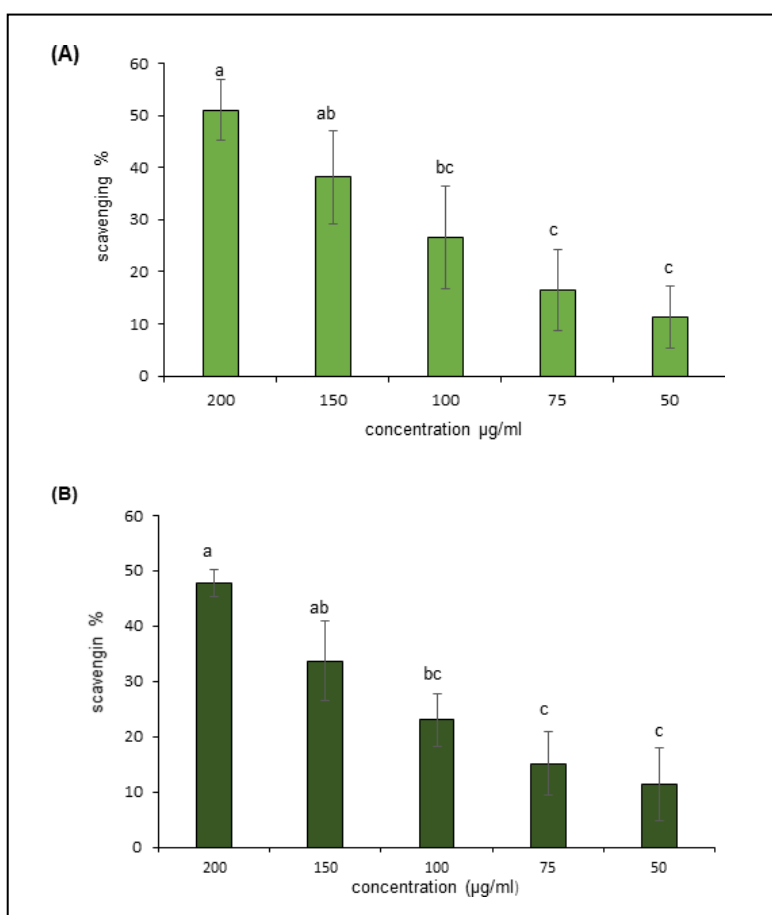 (A)
60
50
40
30
20
10
0
scavenging %
a
ab
bc
c
c
200 150 100 75 50
concentration µg/ml
(B)
60
50
40
30
20
10
0
scavengin %
a
ab
bc
c
c
200 150 100 75 50
concentration (µg/ml)